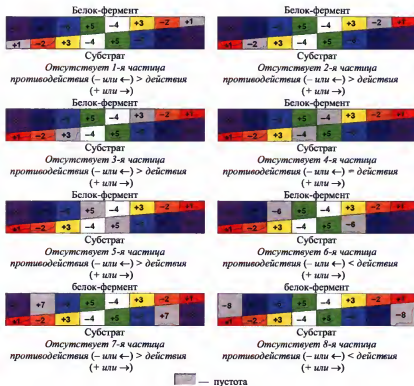 Белок-фермент
+5 −4 +3 −2 +1
+1 −2 +3 −4 +5
Субстрат
Отсутствует 1-я частица
противодействия (− или ←) > действия
(+ или →)
Белок-фермент
+5 −4 +3 −2 +1
+1 −2 +3 −4 +5
Субстрат
Отсутствует 2-я частица
противодействия (− или ←) > действия
(+ или →)
Белок-фермент
+5 −4 +3 −2 +1
+1 −2 +3 −4 +5
Субстрат
Отсутствует 3-я частица
противодействия (− или ←) > действия
(+ или →)
Белок-фермент
+5 −4 +3 −2 +1
+1 −2 +3 −4 +5
Субстрат
Отсутствует 4-я частица
противодействия (− или ←) = действия
(+ или →)
Белок-фермент
+5 −4 +3 −2 +1
+1 −2 +3 −4 +5
Субстрат
Отсутствует 5-я частица
противодействия (− или ←) > действия
(+ или →)
Белок-фермент
−6 +5 −4 +3 −2 +1
+1 −2 +3 −4 +5 −6
Субстрат
Отсутствует 6-я частица
противодействия (− или ←) < действия
(+ или →)
белок-фермент
+7 +5 −4 +3 −2 +1
+1 −2 +3 −4 +5 +7
Субстрат
Отсутствует 7-я частица
противодействия (− или ←) > действия
(+ или →)
белок-фермент
−8 +5 −4 +3 −2 +1
+1 −2 +3 −4 +5 −8
Субстрат
Отсутствует 8-я частица
противодействия (− или ←) < действия
(+ или →)
— пустота